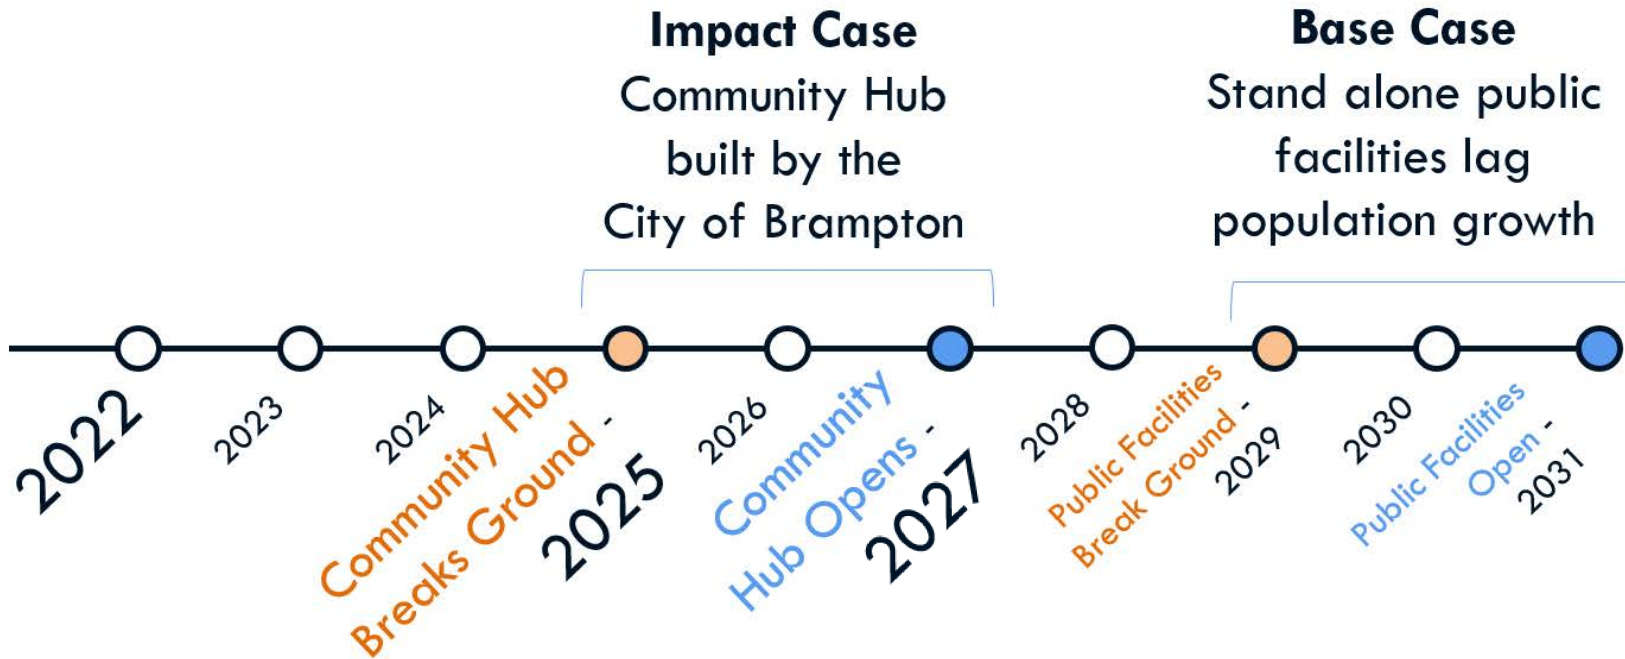 Impact Case
Community Hub
built by the
City of Brampton
Base Case
Stand alone public
facilities lag
population growth
2022
2023
2024
Community Hub
Breaks Ground -
2025
2026
Community
Hub Opens -
2027
2028
Public Facilities
Break Ground -
2029
2030
Public Facilities
Open -
2031